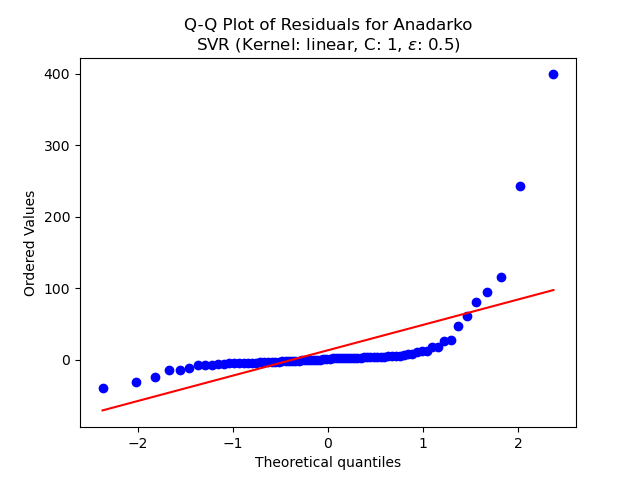 Q-Q Plot of Residuals for Anadarko
SVR (Kernel: linear, C: 1, ε: 0.5)
Ordered Values
400
300
200
100
0
−2
−1
0
1
2
Theoretical quantiles